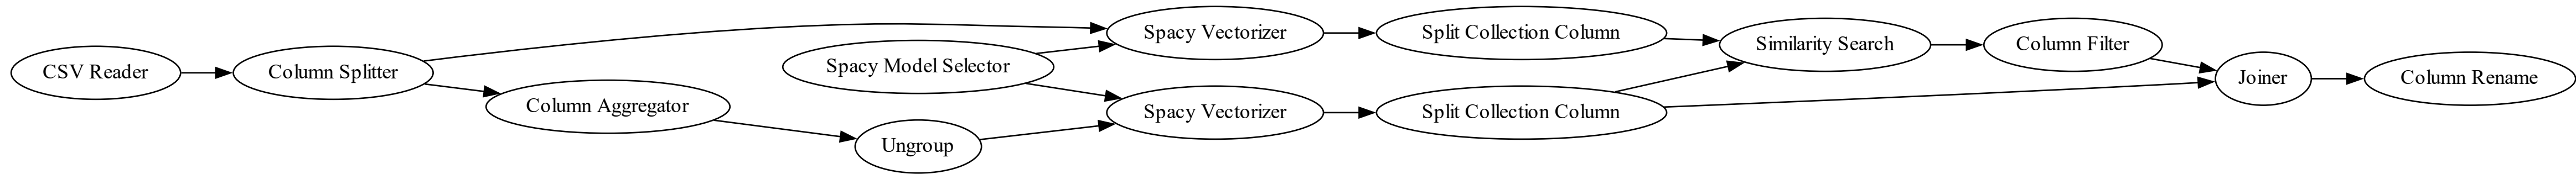 CSV Reader
Column Splitter
Column Aggregator
Ungroup
Spacy Model Selector
Spacy Vectorizer
Spacy Vectorizer
Split Collection Column
Split Collection Column
Similarity Search
Column Filter
Joiner
Column Rename